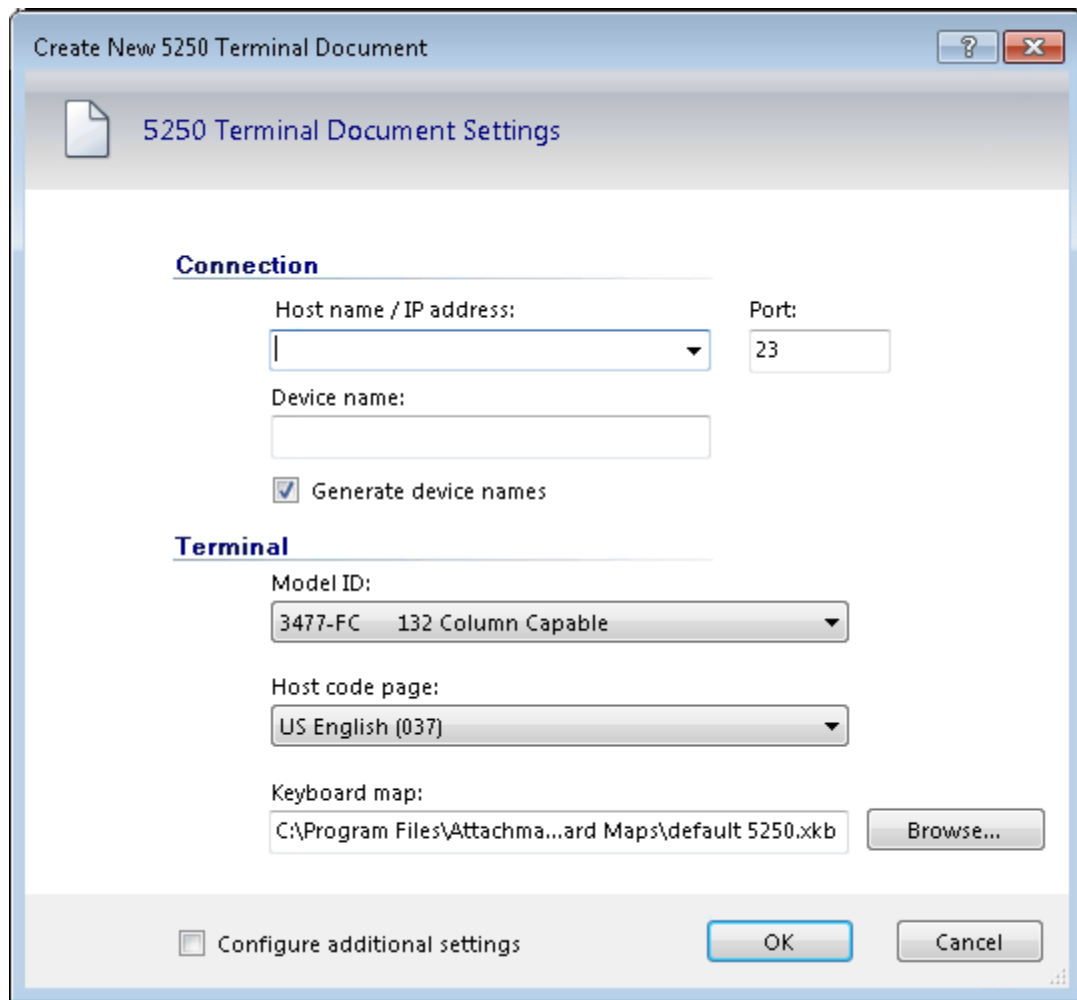 Create New 5250 Terminal Document
5250 Terminal Document Settings
Connection
Host name / IP address: Port:
23
Device name:
Generate device names
Terminal
Model ID:
3477-FC 132 Column Capable
Host code page:
US English (037)
Keyboard map:
C:\Program Files\Attachma...ard Maps\default 5250.xkb Browse...
Configure additional settings OK Cancel